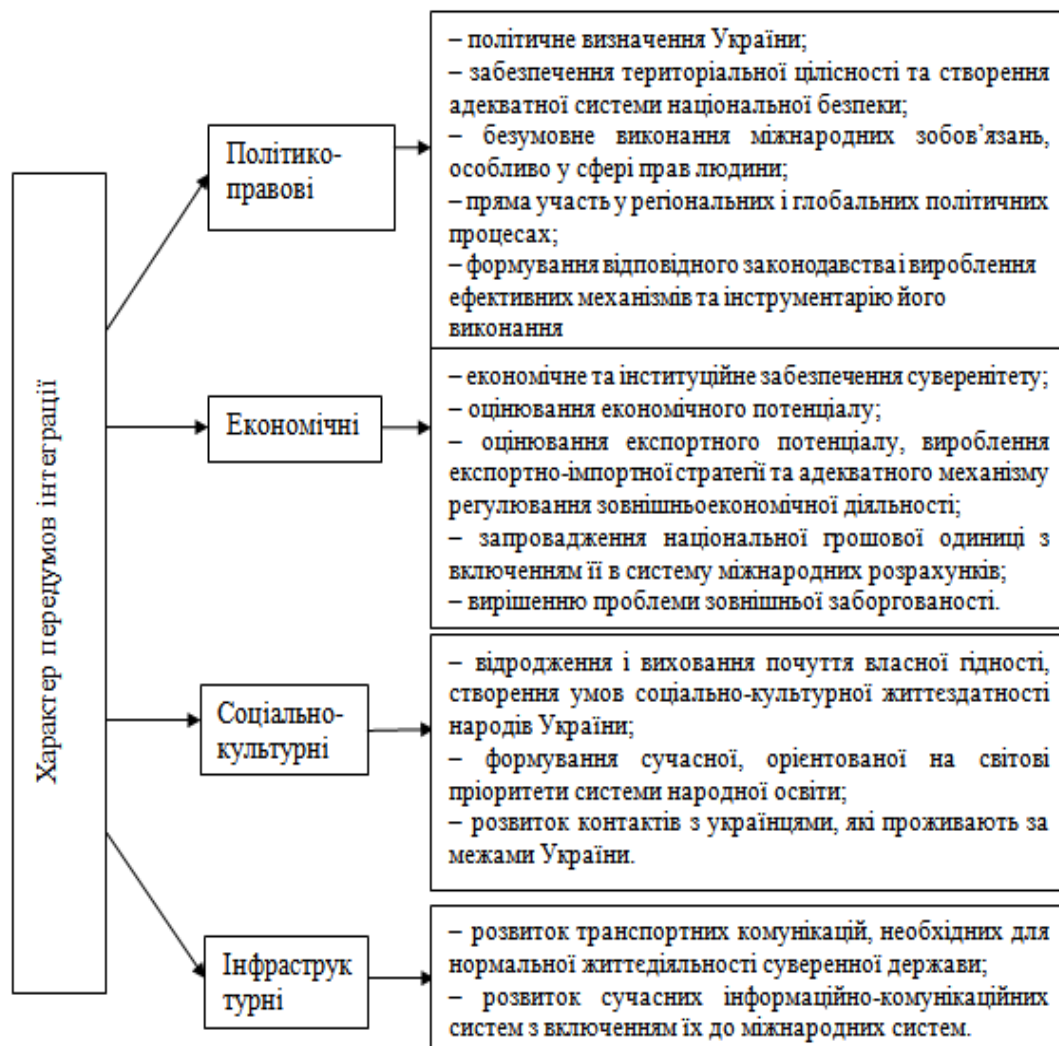 Характер передумов інтеграції
Політико-
правові
– політичне визначення України;
– забезпечення територіальної цілісності та створення
адекватної системи національної безпеки;
– безумовне виконання міжнародних зобов’язань,
особливо у сфері прав людини;
– пряма участь у регіональних і глобальних політичних
процесах;
– формування відповідного законодавства і вироблення
ефективних механізмів та інструментарію його
виконання
Економічні
– економічне та інституційне забезпечення суверенітету;
– оцінювання економічного потенціалу;
– оцінювання експортного потенціалу, вироблення
експортно-імпортної стратегії та адекватного механізму
регулювання зовнішньоекономічної діяльності;
– запровадження національної грошової одиниці з
включенням її в систему міжнародних розрахунків;
– вирішенню проблеми зовнішньої заборгованості.
Соціально-
культурні
– відродження і виховання почуття власної гідності,
створення умов соціально-культурної життєздатності
народів України;
– формування сучасної, орієнтованої на світові
пріоритети системи народної освіти;
– розвиток контактів з українцями, які проживають за
межами України.
Інфраструк
турні
– розвиток транспортних комунікацій, необхідних для
нормальної життєдіяльності суверенної держави;
– розвиток сучасних інформаційно-комунікаційних
систем з включенням їх до міжнародних систем.